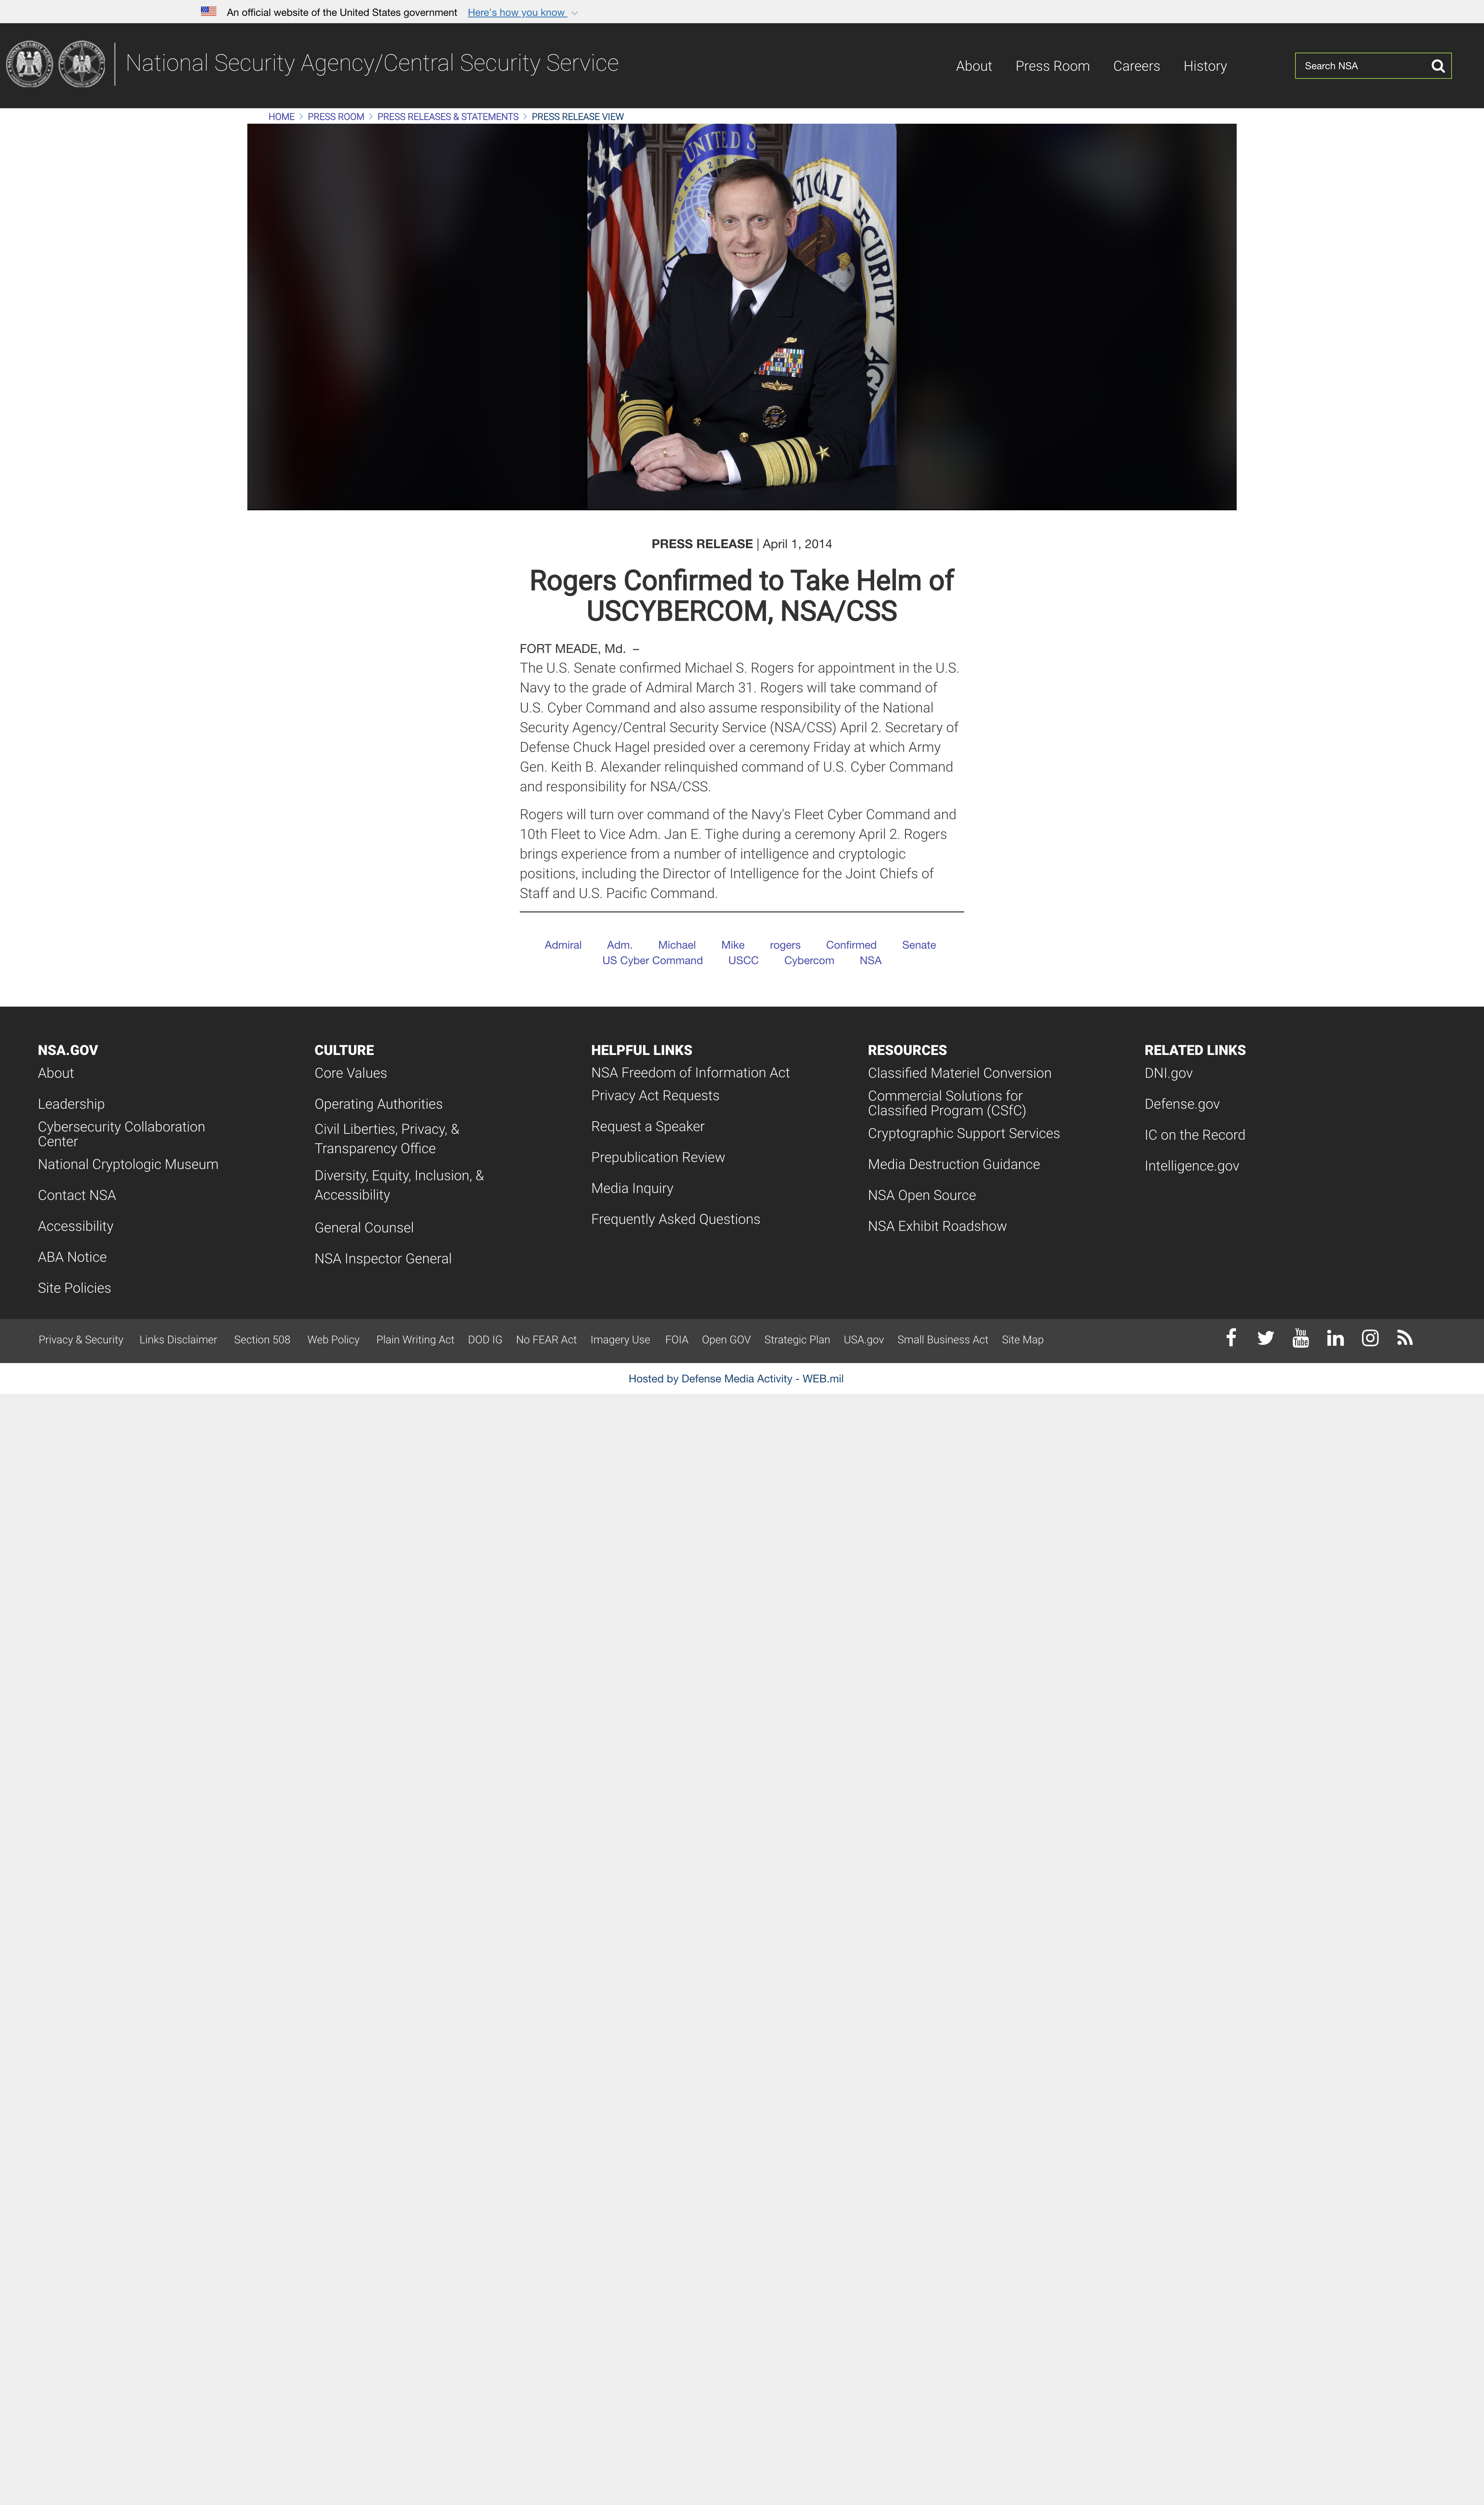 An official website of the United States government Here's how you know
National Security Agency/Central Security Service
About Press Room Careers History
Search NSA
HOME > PRESS ROOM > PRESS RELEASES & STATEMENTS > PRESS RELEASE VIEW
UNITED S
SECURITY
PRESS RELEASE | April 1, 2014
Rogers Confirmed to Take Helm of
USCYBERCOM, NSA/CSS
FORT MEADE, Md. –
The U.S. Senate confirmed Michael S. Rogers for appointment in the U.S.
Navy to the grade of Admiral March 31. Rogers will take command of
U.S. Cyber Command and also assume responsibility of the National
Security Agency/Central Security Service (NSA/CSS) April 2. Secretary of
Defense Chuck Hagel presided over a ceremony Friday at which Army
Gen. Keith B. Alexander relinquished command of U.S. Cyber Command
and responsibility for NSA/CSS.
Rogers will turn over command of the Navy's Fleet Cyber Command and
10th Fleet to Vice Adm. Jan E. Tighe during a ceremony April 2. Rogers
brings experience from a number of intelligence and cryptologic
positions, including the Director of Intelligence for the Joint Chiefs of
Staff and U.S. Pacific Command.
Admiral Adm. Michael Mike rogers Confirmed Senate
US Cyber Command USCC Cybercom NSA
NSA.GOV
About
Leadership
Cybersecurity Collaboration
Center
National Cryptologic Museum
Contact NSA
Accessibility
ABA Notice
Site Policies
CULTURE
Core Values
Operating Authorities
Civil Liberties, Privacy, &
Transparency Office
Diversity, Equity, Inclusion, &
Accessibility
General Counsel
NSA Inspector General
HELPFUL LINKS
NSA Freedom of Information Act
Privacy Act Requests
Request a Speaker
Prepublication Review
Media Inquiry
Frequently Asked Questions
RESOURCES
Classified Materiel Conversion
Commercial Solutions for
Classified Program (CSfC)
Cryptographic Support Services
Media Destruction Guidance
NSA Open Source
NSA Exhibit Roadshow
RELATED LINKS
DNI.gov
Defense.gov
IC on the Record
Intelligence.gov
Privacy & Security Links Disclaimer Section 508 Web Policy Plain Writing Act DOD IG No FEAR Act Imagery Use FOIA Open GOV Strategic Plan USA.gov Small Business Act Site Map
You
Tube
Hosted by Defense Media Activity - WEB.mil